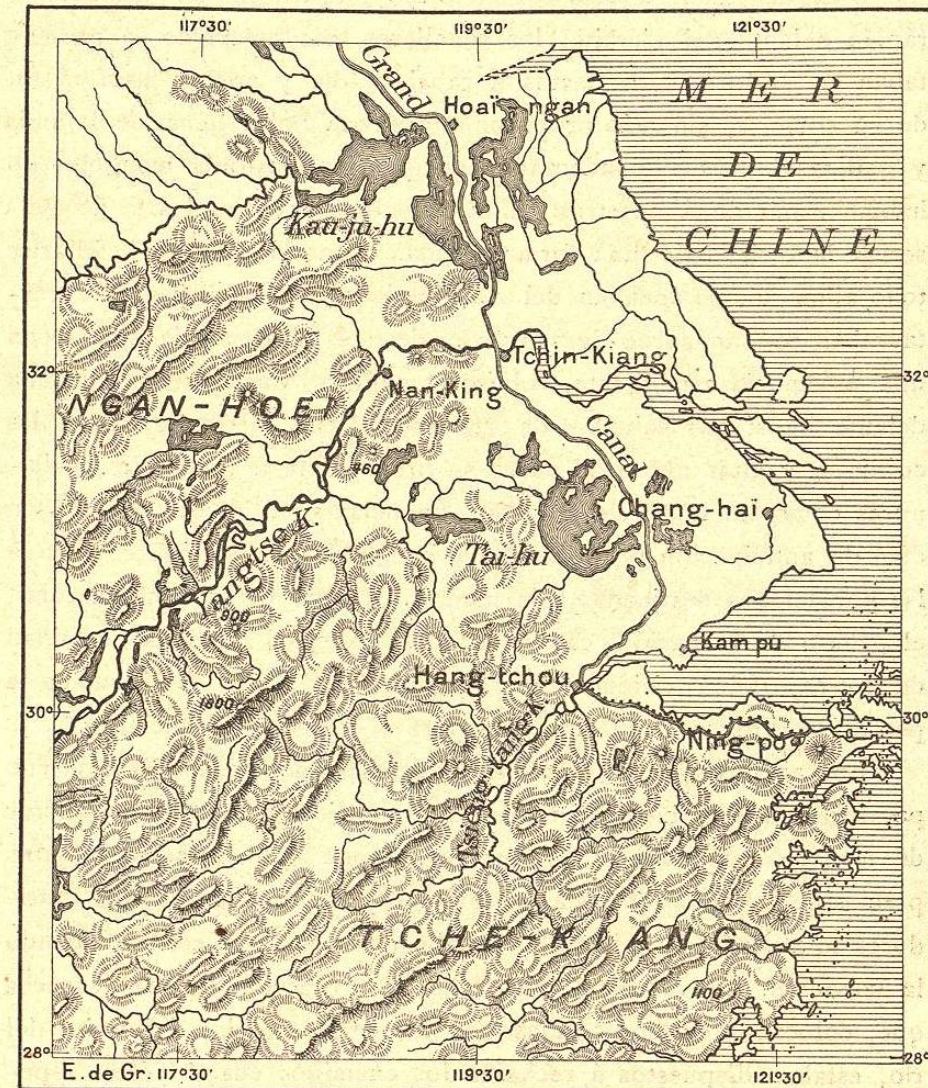 117°30' 119°30' 121°30'
Grand
Hoaï-ngan
MER
DE
CHINE
Kau-ju-hu
32° 32°
Tchin-Kiang
Nan-King
NGAN-HOEI
Canal
460
Chang-haï
Tai-hu
Yangtse K.
900
Kam pu
Hang-tchou
1800
30° 30°
Ning-po
Tsien-tang K.
TCHE-KIANG
1100
28° 28°
E. de Gr. 117°30' 119°30' 121°30'